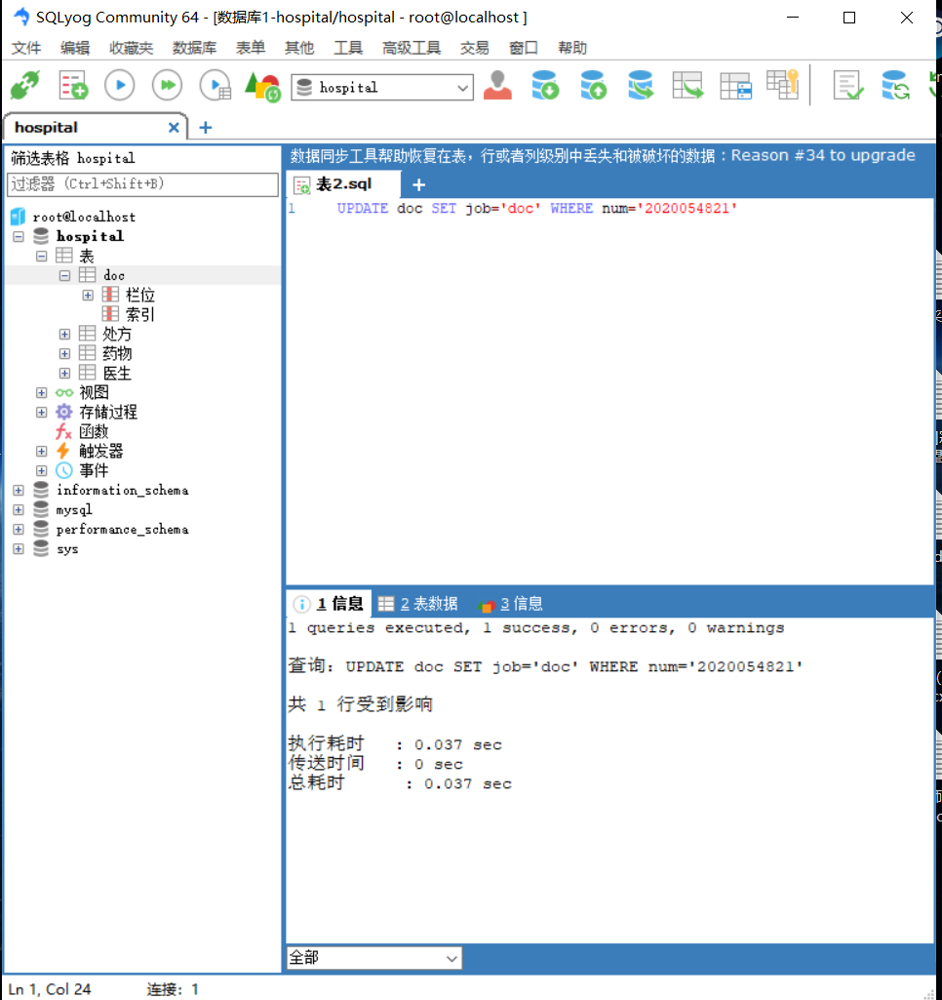 SQLyog Community 64 - [数据库1-hospital/hospital - root@localhost ]
文件 编辑 收藏夹 数据库 表单 其他 工具 高级工具 交易 窗口 帮助
hospital
hospital
筛选表格 hospital
过滤器 (Ctrl+Shift+B)
root@localhost
hospital
表
doc
栏位
索引
处方
药物
医生
视图
存储过程
函数
触发器
事件
information_schema
mysql
performance_schema
sys
数据同步工具帮助恢复在表，行或者列级别中丢失和被破坏的数据：Reason #34 to upgrade
表2.sql
1 UPDATE doc SET job='doc' WHERE num='2020054821'
1 信息 2 表数据 3 信息
1 queries executed, 1 success, 0 errors, 0 warnings
查询：UPDATE doc SET job='doc' WHERE num='2020054821'
共 1 行受到影响
执行耗时 : 0.037 sec
传送时间 : 0 sec
总耗时 : 0.037 sec
全部
Ln 1, Col 24 连接：1